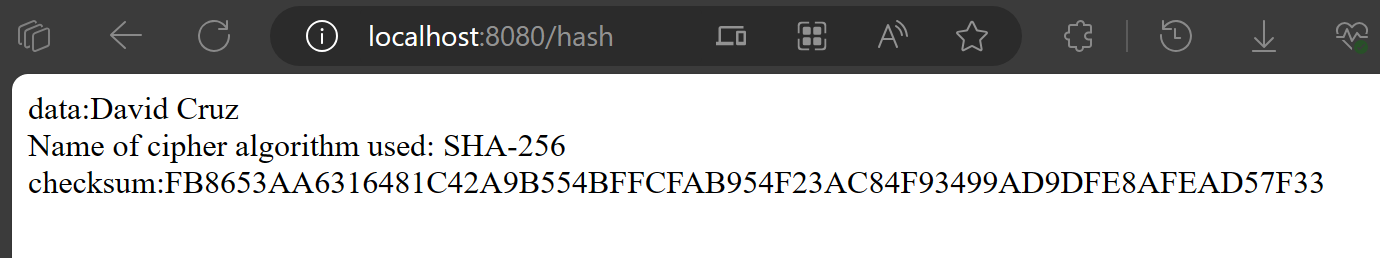 localhost:8080/hash
data:David Cruz
Name of cipher algorithm used: SHA-256
checksum:FB8653AA6316481C42A9B554BFFCFAB954F23AC84F93499AD9DFE8AFEAD57F33